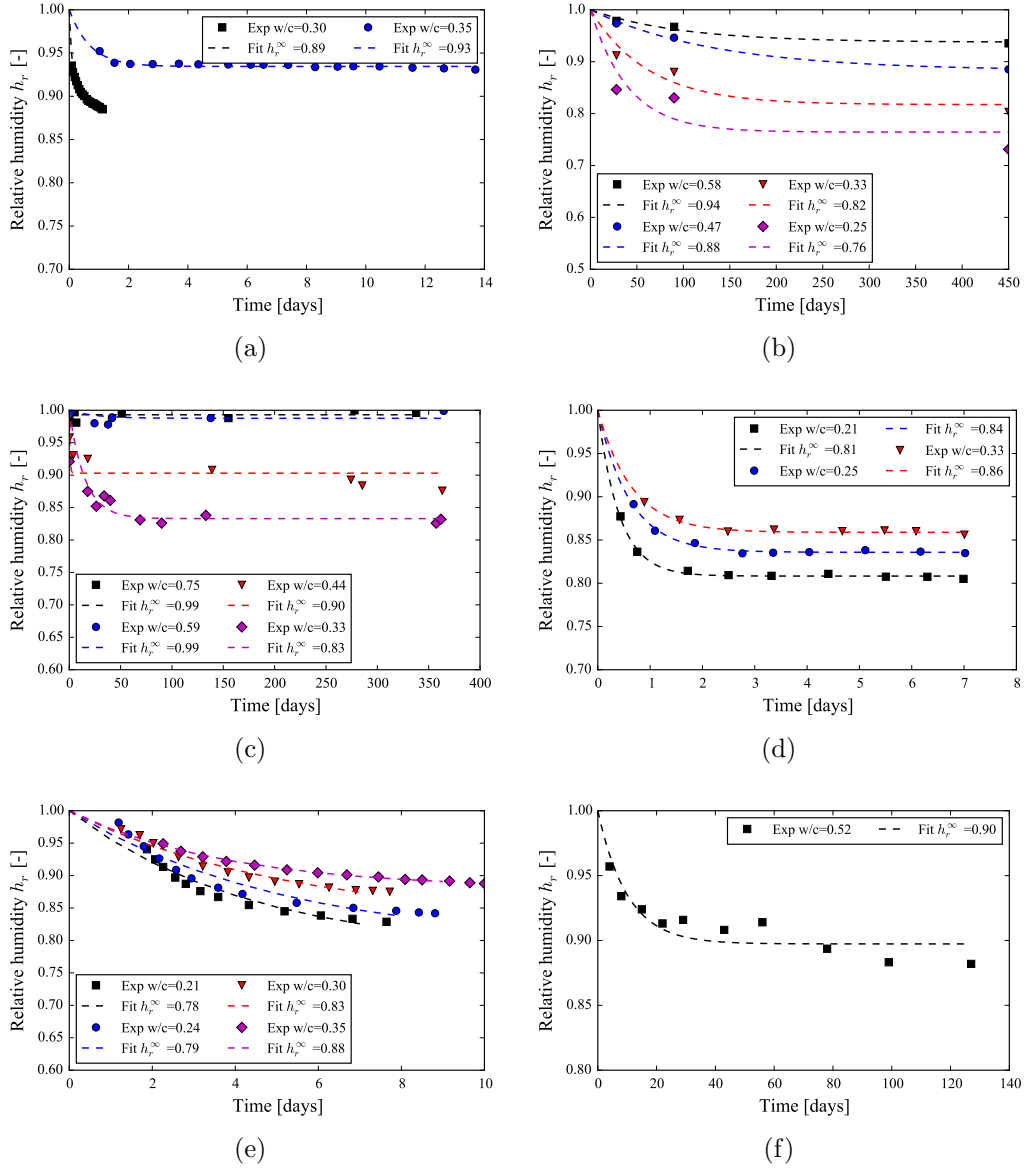 Relative humidity h_r [-]
1.00
0.95
0.90
0.85
0.80
0.75
0.70
Exp w/c=0.30
Fit h_r^∞ =0.89
Exp w/c=0.35
Fit h_r^∞ =0.93
0 2 4 6 8 10 12 14
Time [days]
(a)
Relative humidity h_r [-]
1.0
0.9
0.8
0.7
0.6
0.5
Exp w/c=0.58
Fit h_r^∞ =0.94
Exp w/c=0.47
Fit h_r^∞ =0.88
Exp w/c=0.33
Fit h_r^∞ =0.82
Exp w/c=0.25
Fit h_r^∞ =0.76
0 50 100 150 200 250 300 350 400 450
Time [days]
(b)
Relative humidity h_r [-]
1.00
0.95
0.90
0.85
0.80
0.75
0.70
0.65
0.60
Exp w/c=0.75
Fit h_r^∞ =0.99
Exp w/c=0.59
Fit h_r^∞ =0.99
Exp w/c=0.44
Fit h_r^∞ =0.90
Exp w/c=0.33
Fit h_r^∞ =0.83
0 50 100 150 200 250 300 350 400
Time [days]
(c)
Relative humidity h_r [-]
1.00
0.95
0.90
0.85
0.80
0.75
0.70
Exp w/c=0.21
Fit h_r^∞ =0.81
Exp w/c=0.25
Fit h_r^∞ =0.84
Exp w/c=0.33
Fit h_r^∞ =0.86
0 1 2 3 4 5 6 7 8
Time [days]
(d)
Relative humidity h_r [-]
1.00
0.95
0.90
0.85
0.80
0.75
0.70
0.65
0.60
Exp w/c=0.21
Fit h_r^∞ =0.78
Exp w/c=0.24
Fit h_r^∞ =0.79
Exp w/c=0.30
Fit h_r^∞ =0.83
Exp w/c=0.35
Fit h_r^∞ =0.88
0 2 4 6 8 10
Time [days]
(e)
Relative humidity h_r [-]
1.00
0.95
0.90
0.85
0.80
Exp w/c=0.52
Fit h_r^∞ =0.90
0 20 40 60 80 100 120 140
Time [days]
(f)